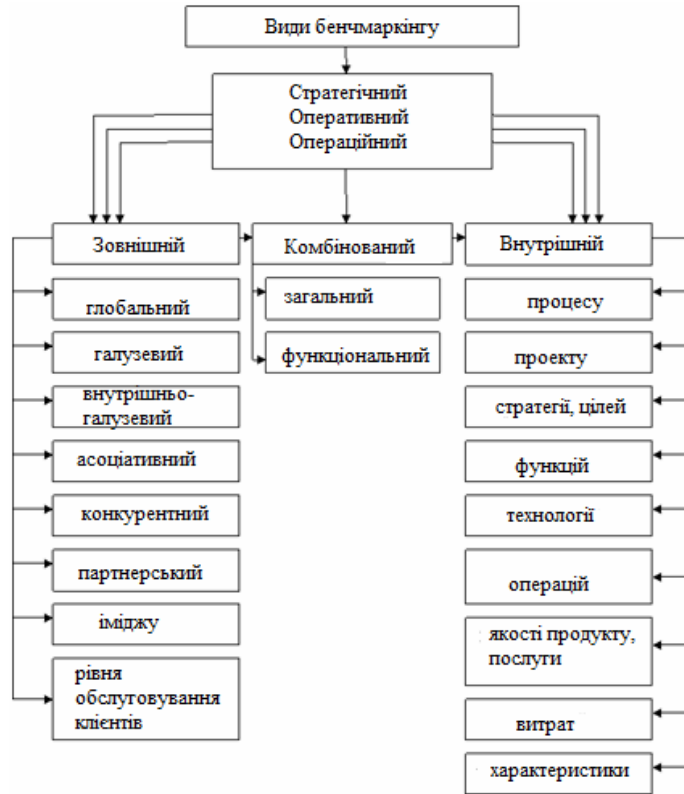 Види бенчмаркінгу
Стратегічний
Оперативний
Операційний
Зовнішній
Комбінований
Внутрішній
глобальний
галузевий
внутрішньо-
галузевий
асоціативний
конкурентний
партнерський
іміджу
рівня
обслуговування
клієнтів
загальний
функціональний
процесу
проекту
стратегії, цілей
функцій
технології
операцій
якості продукту,
послуги
витрат
характеристики